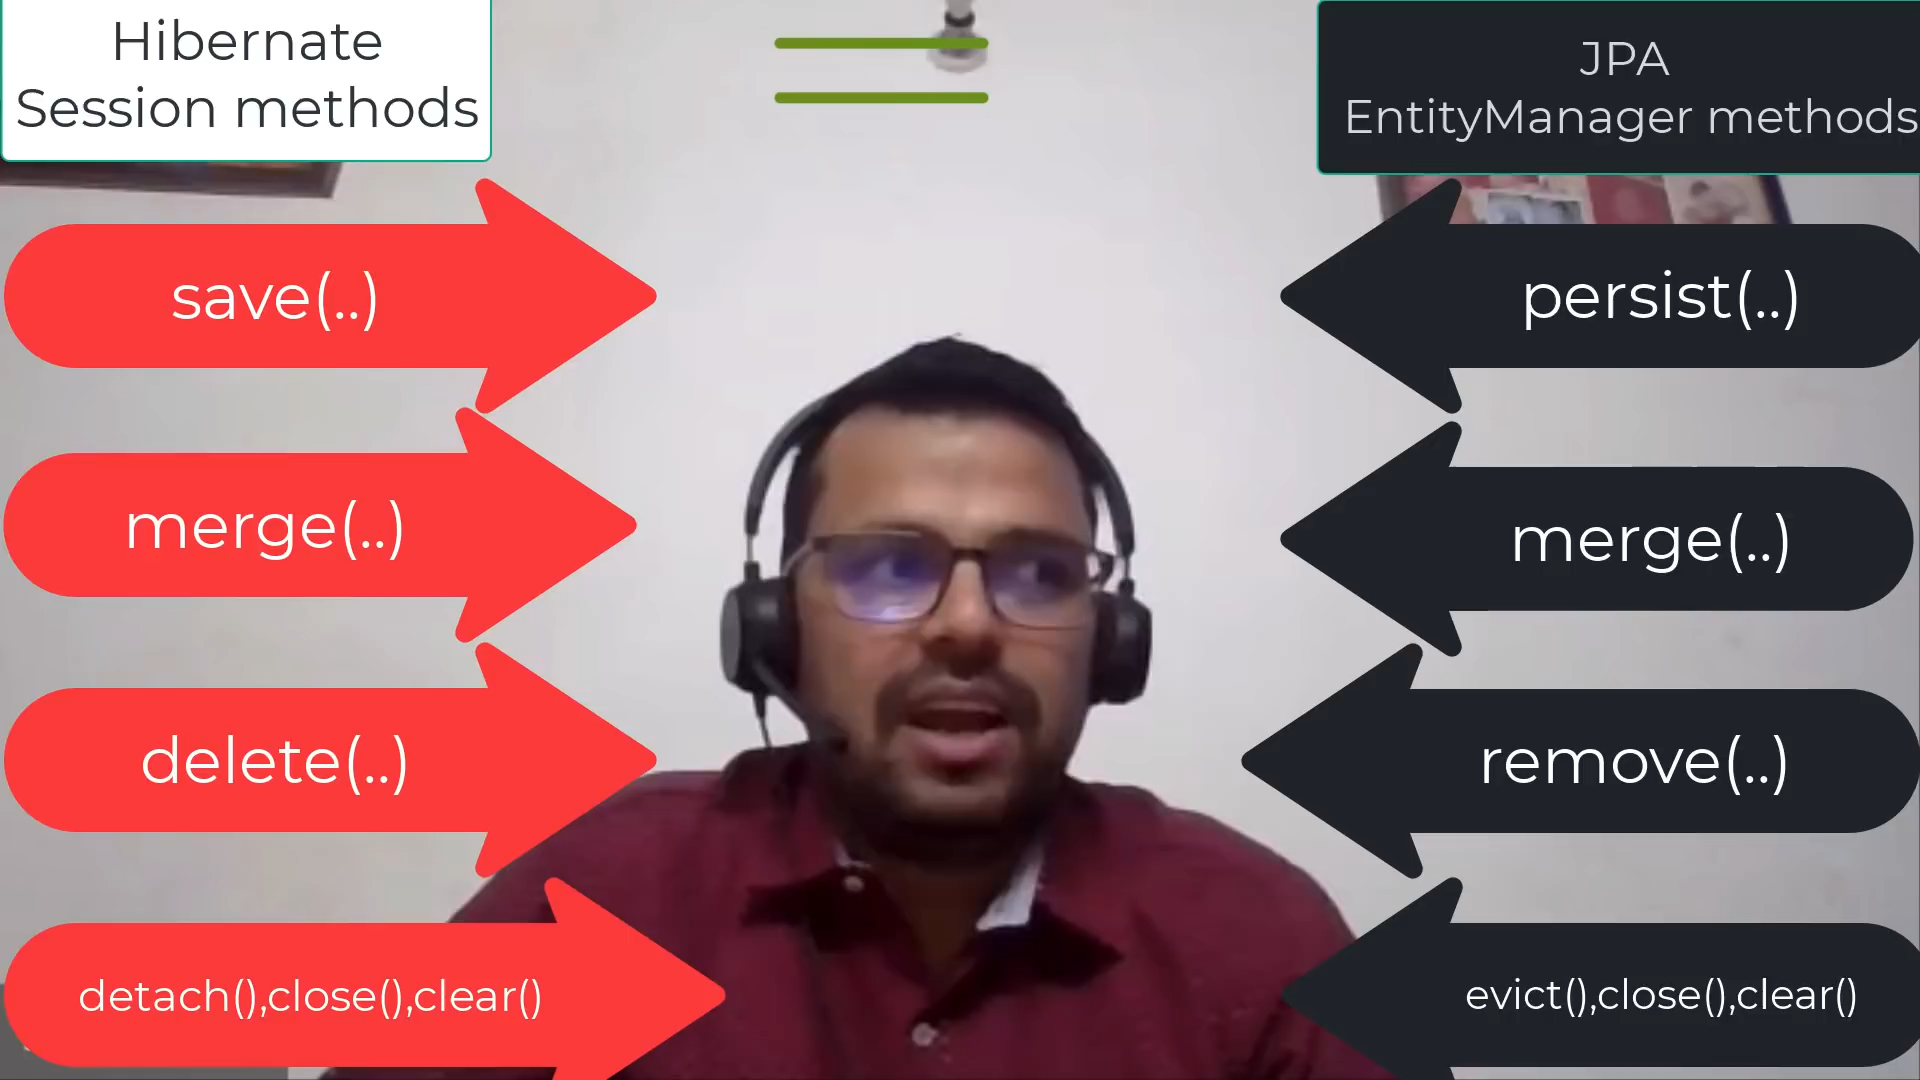 Hibernate
Session methods
JPA
EntityManager methods
save(..)
persist(..)
merge(..)
merge(..)
delete(..)
remove(..)
detach(),close(),clear()
evict(),close(),clear()